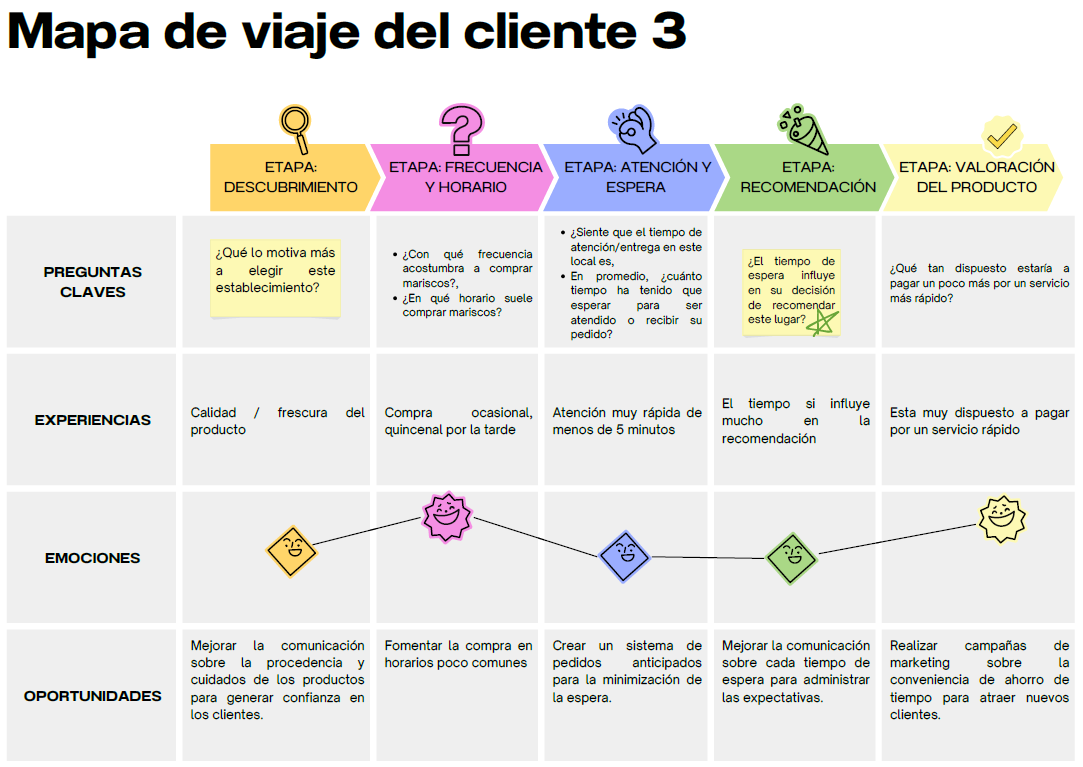 Mapa de viaje del cliente 3
ETAPA:
DESCUBRIMIENTO
ETAPA: FRECUENCIA
Y HORARIO
ETAPA: ATENCIÓN Y
ESPERA
ETAPA:
RECOMENDACIÓN
ETAPA: VALORACIÓN
DEL PRODUCTO
PREGUNTAS
CLAVES
¿Qué lo motiva más
a elegir este
establecimiento?
• ¿Con qué frecuencia
acostumbra a comprar
mariscos?,
• ¿En qué horario suele
comprar mariscos?
• ¿Siente que el tiempo de
atención/entrega en este
local es,
• En promedio, ¿cuánto
tiempo ha tenido que
esperar para ser
atendido o recibir su
pedido?
¿El tiempo de
espera influye
en su decisión
de recomendar
este lugar?
¿Qué tan dispuesto estaría a
pagar un poco más por un servicio
más rápido?
EXPERIENCIAS
Calidad / frescura del
producto
Compra ocasional,
quincenal por la tarde
Atención muy rápida de
menos de 5 minutos
El tiempo si influye
mucho en la
recomendación
Esta muy dispuesto a pagar
por un servicio rápido
EMOCIONES
OPORTUNIDADES
Mejorar la comunicación
sobre la procedencia y
cuidados de los productos
para generar confianza en
los clientes.
Fomentar la compra en
horarios poco comunes
Crear un sistema de
pedidos anticipados
para la minimización de
la espera.
Mejorar la comunicación
sobre cada tiempo de
espera para administrar
las expectativas.
Realizar campañas de
marketing sobre la
conveniencia de ahorro de
tiempo para atraer nuevos
clientes.